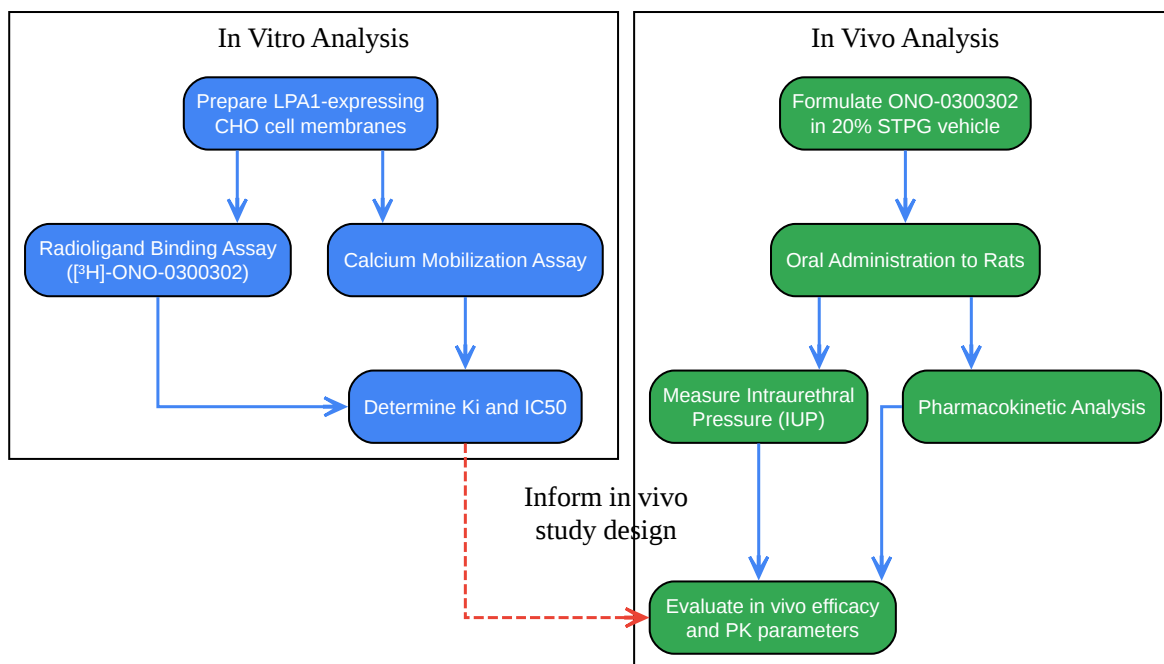 In Vitro Analysis
Prepare LPA1-expressing
CHO cell membranes
Radioligand Binding Assay
([³H]-ONO-0300302)
Calcium Mobilization Assay
Determine Ki and IC50
Inform in vivo
study design
In Vivo Analysis
Formulate ONO-0300302
in 20% STPG vehicle
Oral Administration to Rats
Measure Intraurethral
Pressure (IUP)
Pharmacokinetic Analysis
Evaluate in vivo efficacy
and PK parameters